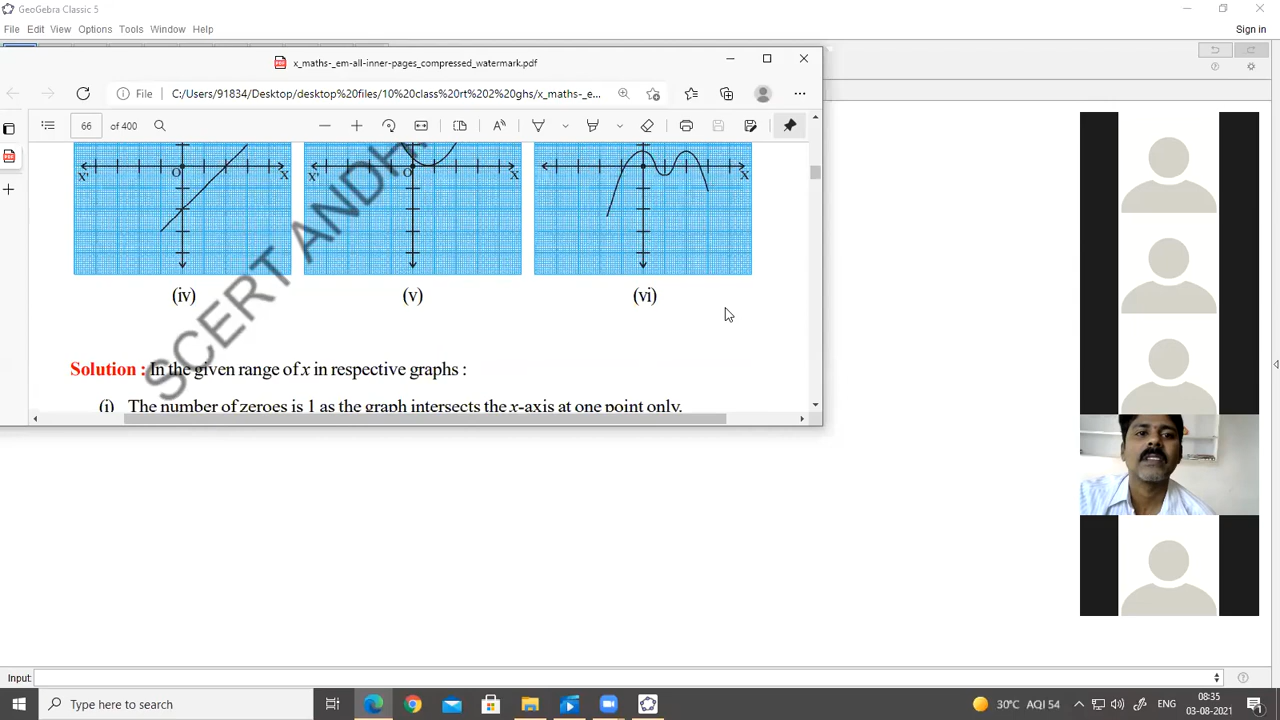 GeoGebra Classic 5
File Edit View Options Tools Window Help
Sign in
x_maths-_em-all-inner-pages_compressed_watermark.pdf
File C:/Users/91834/Desktop/desktop%20files/10%20class%20rt%202%20ghs/x_maths-_e...
66 of 400
X' O X X' O X X
(iv) (v) (vi)
SCERT ANDH
Solution : In the given range of x in respective graphs :
(i) The number of zeroes is 1 as the graph intersects the x-axis at one point only.
Input:
Type here to search
30°C AQI 54
ENG
08:35
03-08-2021